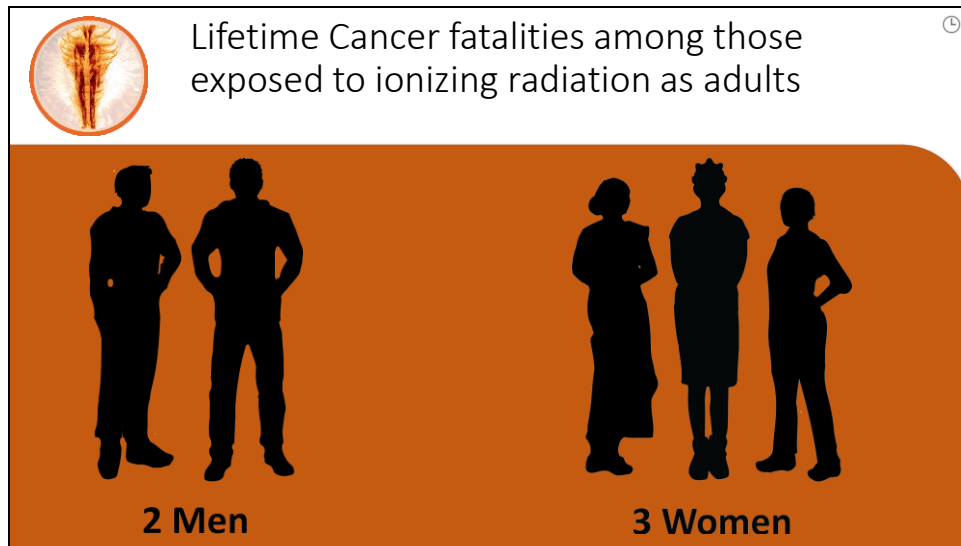 Lifetime Cancer fatalities among those
exposed to ionizing radiation as adults
2 Men
3 Women